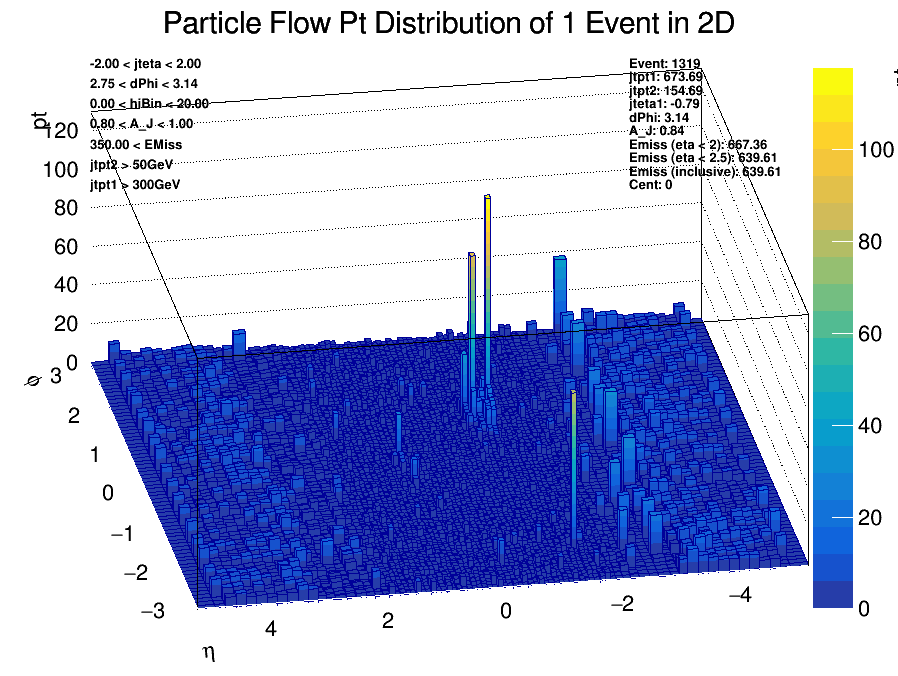 Particle Flow Pt Distribution of 1 Event in 2D
-2.00 < jteta < 2.00
2.75 < dPhi < 3.14
0.00 < hiBin < 20.00
0.80 < A_J < 1.00
350.00 < EMiss
jtpt2 > 50GeV
jtpt1 > 300GeV
Event: 1319
jtpt1: 673.69
jtpt2: 154.69
jteta1: -0.79
dPhi: 3.14
A_J: 0.84
Emiss (eta < 2): 667.36
Emiss (eta < 2.5): 639.61
Emiss (inclusive): 639.61
Cent: 0
pt
120
100
80
60
40
20
0
φ
3
2
1
0
−1
−2
−3
4
2
0
−2
−4
η
100
80
60
40
20
0